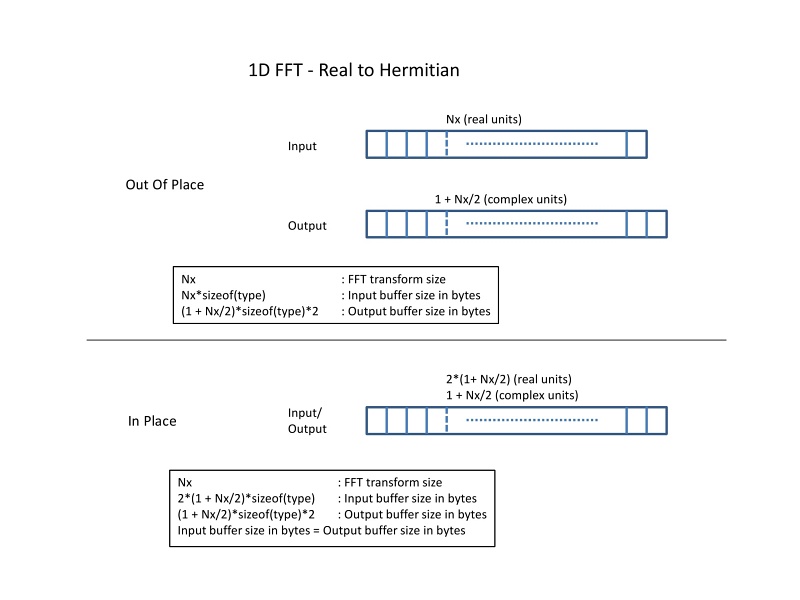 1D FFT - Real to Hermitian
Nx (real units)
Input
Out Of Place
1 + Nx/2 (complex units)
Output
Nx : FFT transform size
Nx*sizeof(type) : Input buffer size in bytes
(1 + Nx/2)*sizeof(type)*2 : Output buffer size in bytes
2*(1+ Nx/2) (real units)
1 + Nx/2 (complex units)
In Place
Input/
Output
Nx : FFT transform size
2*(1 + Nx/2)*sizeof(type) : Input buffer size in bytes
(1 + Nx/2)*sizeof(type)*2 : Output buffer size in bytes
Input buffer size in bytes = Output buffer size in bytes